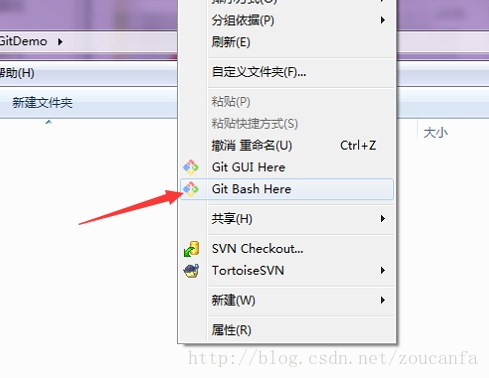 分组依据(P)
GitDemo
刷新(E)
帮助(H)
自定义文件夹(F)...
新建文件夹
粘贴(P)
粘贴快捷方式(S)
大小
撤消 重命名(U) Ctrl+Z
Git GUI Here
Git Bash Here
共享(H)
SVN Checkout...
TortoiseSVN
新建(W)
属性(R)
http://blog.csdn.net/zoucanfa